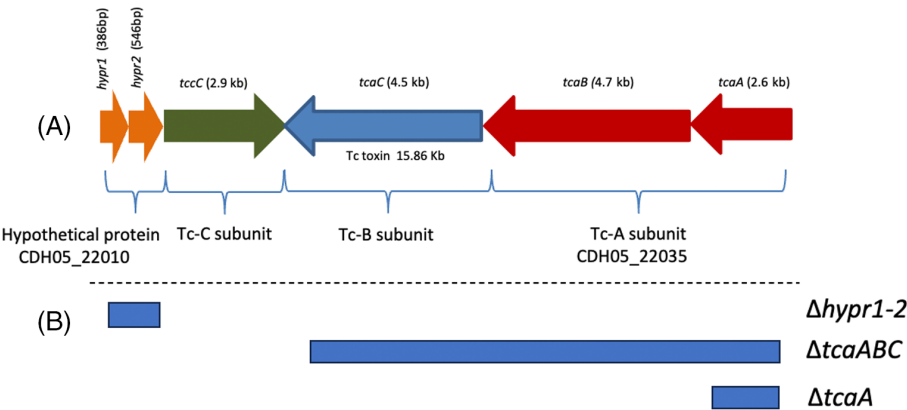 hypr1 (386bp)
hypr2 (546bp)
tccC (2.9 kb)
tcaC (4.5 kb)
tcaB (4.7 kb)
tcaA (2.6 kb)
(A)
Tc toxin 15.86 Kb
Hypothetical protein
CDH05_22010
Tc-C subunit
Tc-B subunit
Tc-A subunit
CDH05_22035
(B)
Δhypr1-2
ΔtcaABC
ΔtcaA